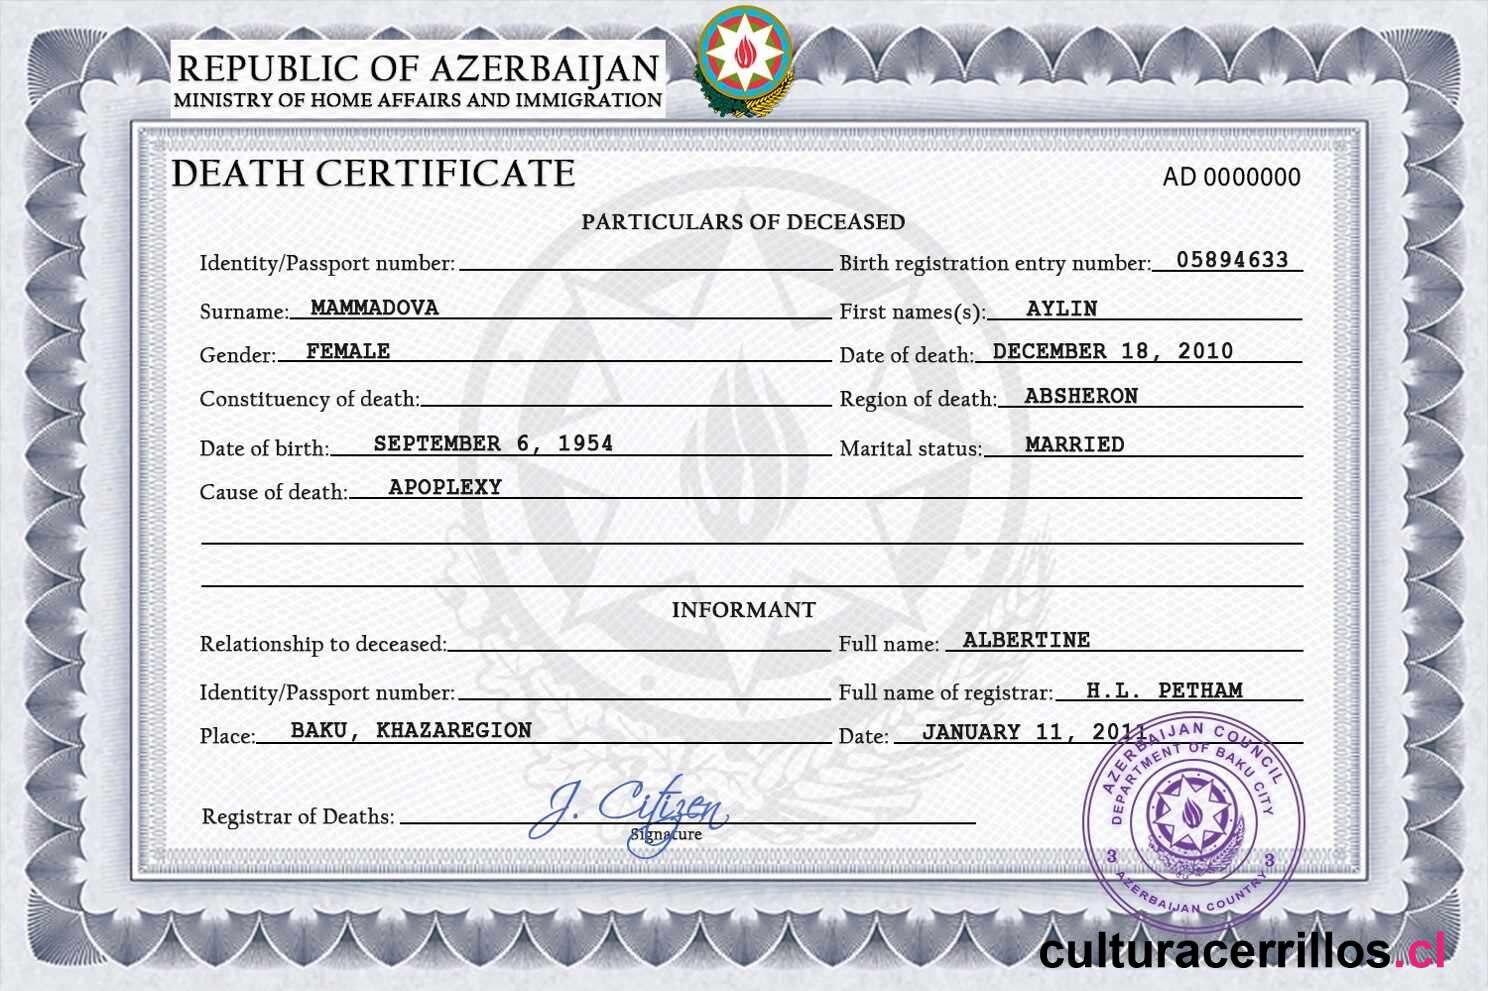 REPUBLIC OF AZERBAIJAN
MINISTRY OF HOME AFFAIRS AND IMMIGRATION
DEATH CERTIFICATE
AD 0000000
PARTICULARS OF DECEASED
Identity/Passport number: Birth registration entry number: 05894633
Surname: MAMMADOVA First names(s): AYLIN
Gender: FEMALE Date of death: DECEMBER 18, 2010
Constituency of death: Region of death: ABSHERON
Date of birth: SEPTEMBER 6, 1954 Marital status: MARRIED
Cause of death: APOPLEXY
INFORMANT
Relationship to deceased: Full name: ALBERTINE
Identity/Passport number: Full name of registrar: H.L. PETHAM
Place: BAKU, KHAZAREGION Date: JANUARY 11, 2011
Registrar of Deaths: J. Citizen
Signature
AZERBAIJAN COUNCIL
DEPARTMENT OF BAKU CITY
3 3
AZERBAIJAN COUNTRY
culturacerrillos.cl